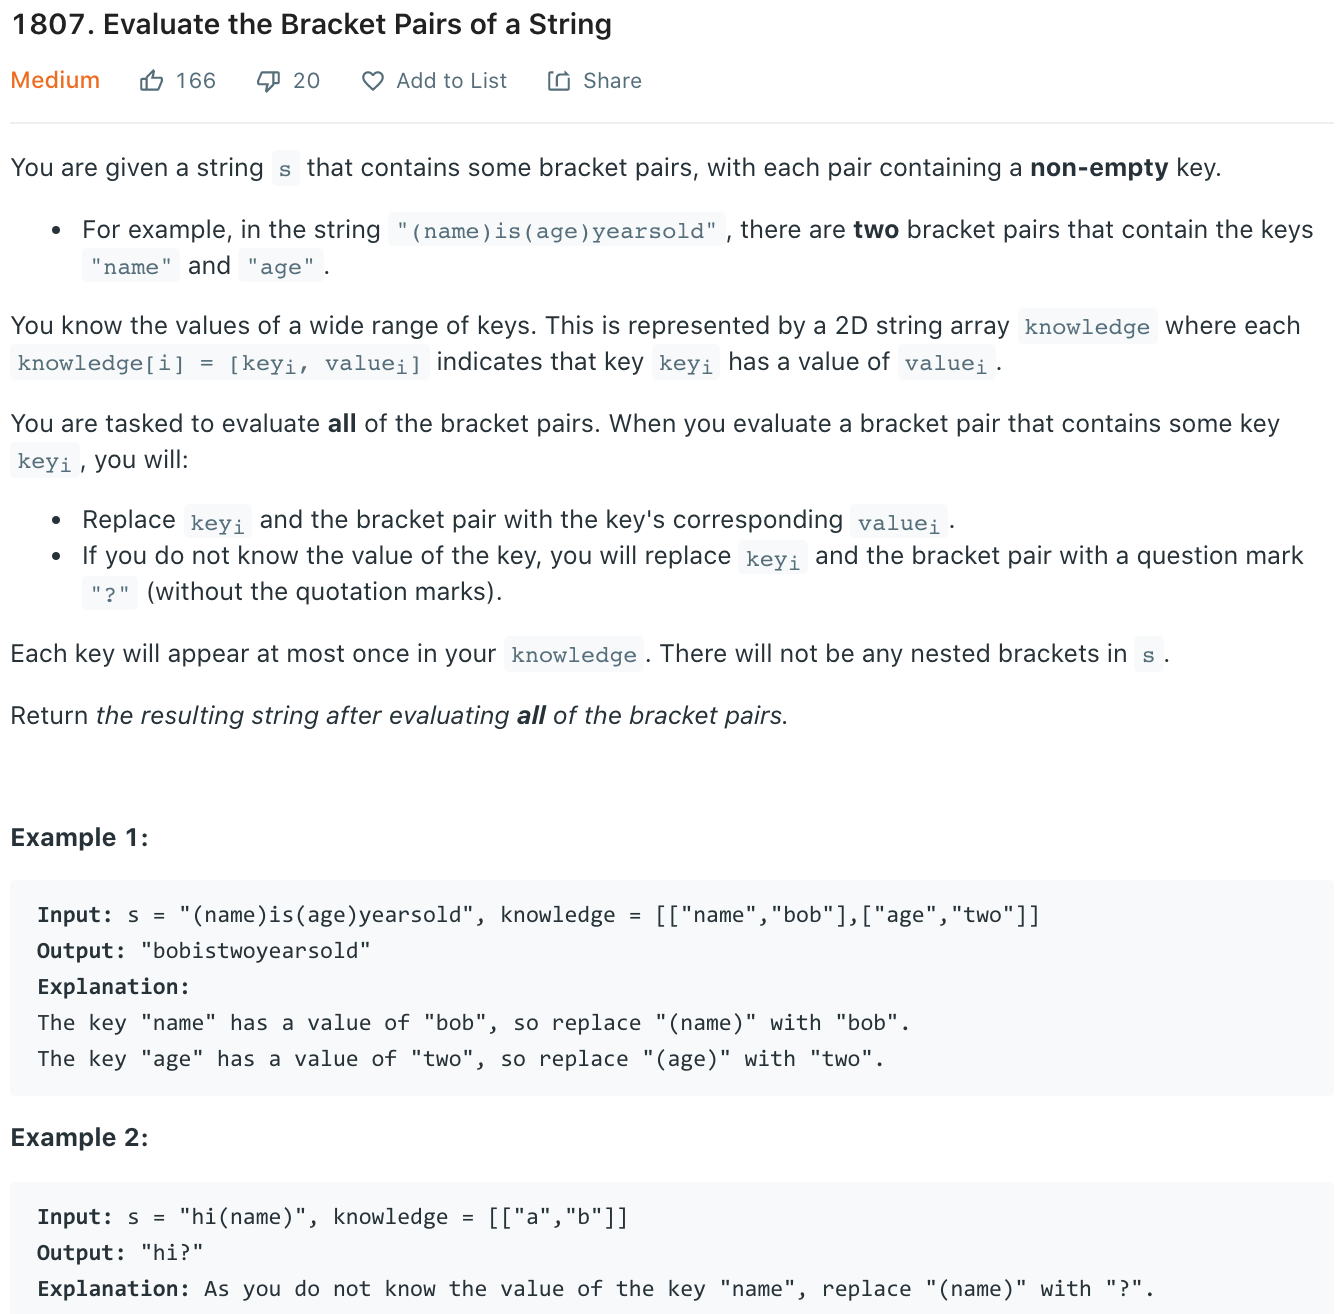 1807. Evaluate the Bracket Pairs of a String
Medium 166 20 Add to List Share
You are given a string s that contains some bracket pairs, with each pair containing a non-empty key.
• For example, in the string "(name)is(age)yearsold", there are two bracket pairs that contain the keys
"name" and "age".
You know the values of a wide range of keys. This is represented by a 2D string array knowledge where each
knowledge[i] = [keyi, valuei] indicates that key keyi has a value of valuei.
You are tasked to evaluate all of the bracket pairs. When you evaluate a bracket pair that contains some key
keyi, you will:
• Replace keyi and the bracket pair with the key's corresponding valuei.
• If you do not know the value of the key, you will replace keyi and the bracket pair with a question mark
"?" (without the quotation marks).
Each key will appear at most once in your knowledge. There will not be any nested brackets in s.
Return the resulting string after evaluating all of the bracket pairs.
Example 1:
Input: s = "(name)is(age)yearsold", knowledge = [["name","bob"],["age","two"]]
Output: "bobistwoyearsold"
Explanation:
The key "name" has a value of "bob", so replace "(name)" with "bob".
The key "age" has a value of "two", so replace "(age)" with "two".
Example 2:
Input: s = "hi(name)", knowledge = [["a","b"]]
Output: "hi?"
Explanation: As you do not know the value of the key "name", replace "(name)" with "?".